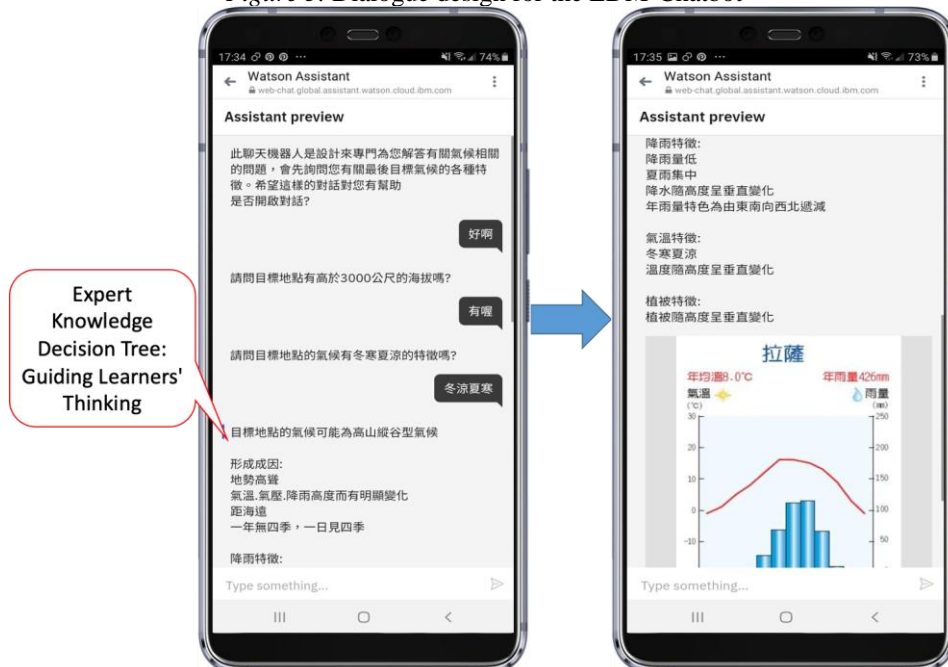 Figure 3. Dialogue design for the EDM-Chatbot
17:34 74%
Watson Assistant
web-chat.global.assistant.watson.cloud.ibm.com
Assistant preview
此聊天機器人是設計來專門為您解答有關氣候相關
的問題，會先詢問您有關最後目標氣候的各種特
徵。希望這樣的對話對您有幫助
是否開啟對話?
好啊
請問目標地點有高於3000公尺的海拔嗎?
有喔
請問目標地點的氣候有冬寒夏涼的特徵嗎?
冬涼夏寒
目標地點的氣候可能為高山縱谷型氣候
形成成因:
地勢高聳
氣溫.氣壓.降雨高度而有明顯變化
距海遠
一年無四季，一日見四季
降雨特徵:
Type something...
Expert
Knowledge
Decision Tree:
Guiding Learners'
Thinking
17:35 73%
Watson Assistant
web-chat.global.assistant.watson.cloud.ibm.com
Assistant preview
降雨特徵:
降雨量低
夏雨集中
降水隨高度呈垂直變化
年雨量特色為由東南向西北遞減
氣溫特徵:
冬寒夏涼
溫度隨高度呈垂直變化
植被特徵:
植被隨高度呈垂直變化
拉薩
年均溫8.0℃ 年雨量426mm
氣溫 雨量
(℃) (mm)
30 250
20 200
10 150
0 100
-10 50
Type something...